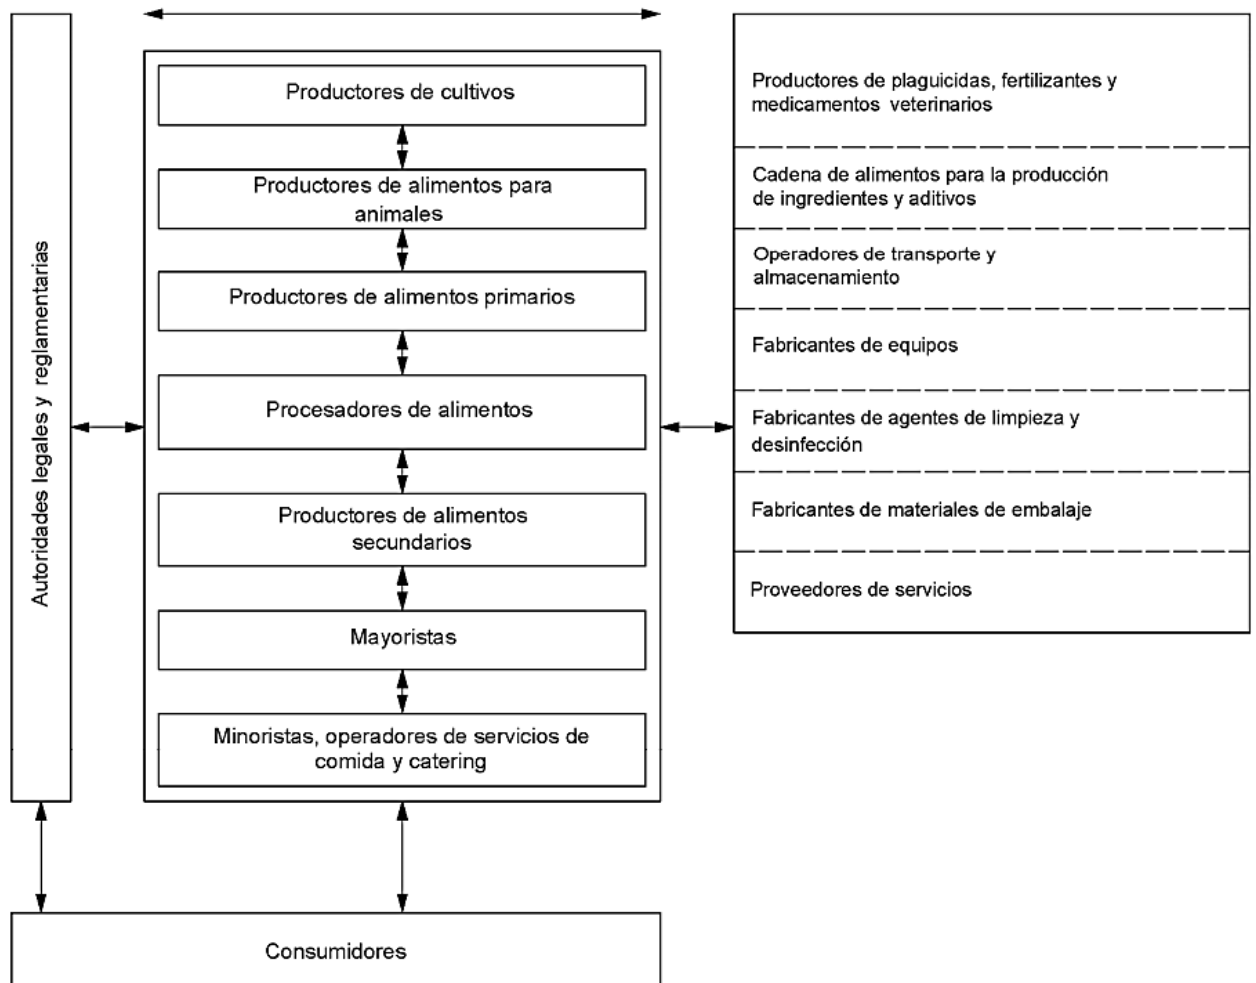 Autoridades legales y reglamentarias
Productores de cultivos
Productores de alimentos para
animales
Productores de alimentos primarios
Procesadores de alimentos
Productores de alimentos
secundarios
Mayoristas
Minoristas, operadores de servicios de
comida y catering
Productores de plaguicidas, fertilizantes y
medicamentos veterinarios
Cadena de alimentos para la producción
de ingredientes y aditivos
Operadores de transporte y
almacenamiento
Fabricantes de equipos
Fabricantes de agentes de limpieza y
desinfección
Fabricantes de materiales de embalaje
Proveedores de servicios
Consumidores